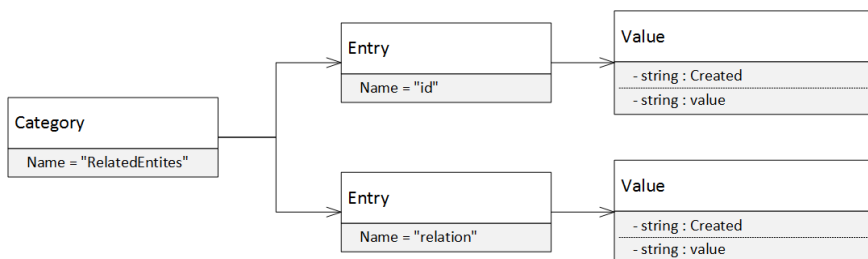 Category
Name = "RelatedEntites"
Entry
Name = "id"
Value
- string : Created
- string : value
Entry
Name = "relation"
Value
- string : Created
- string : value